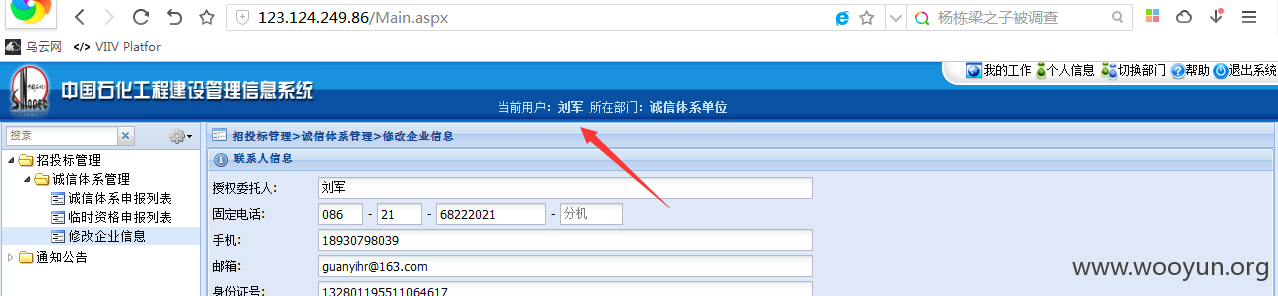 123.124.249.86/Main.aspx
杨栋梁之子被调查
乌云网 </> VIIV Platfor
中国石化工程建设管理信息系统
我的工作 个人信息 切换部门 帮助 退出系统
当前用户：刘军 所在部门：诚信体系单位
搜索
招投标管理
诚信体系管理
诚信体系申报列表
临时资格申报列表
修改企业信息
通知公告
招投标管理>诚信体系管理>修改企业信息
联系人信息
授权委托人： 刘军
固定电话： 086 - 21 - 68222021 - 分机
手机： 18930798039
邮箱： guanyihr@163.com
身份证号： 132801195511064617
www.wooyun.org